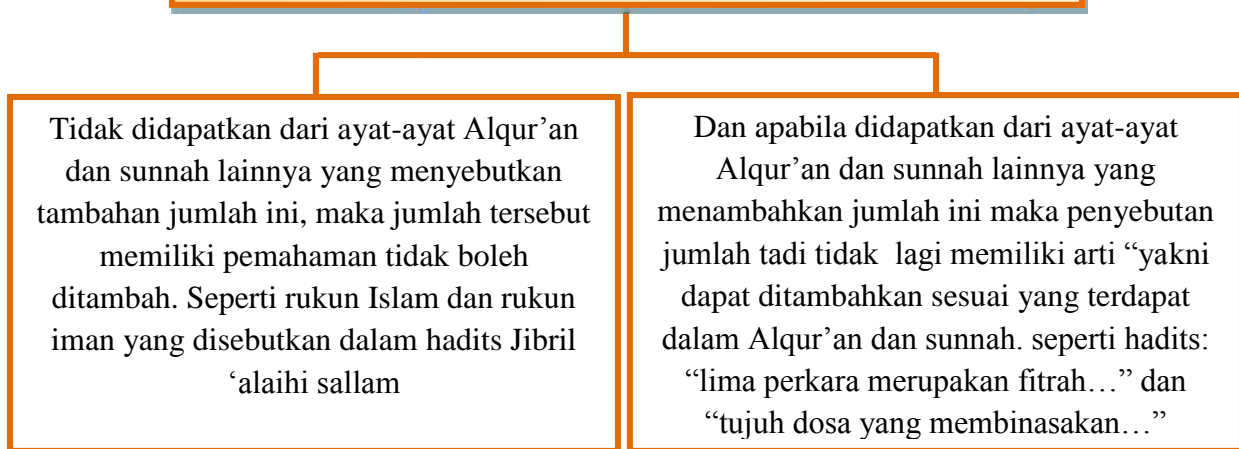 Tidak didapatkan dari ayat-ayat Alqur’an
dan sunnah lainnya yang menyebutkan
tambahan jumlah ini, maka jumlah tersebut
memiliki pemahaman tidak boleh
ditambah. Seperti rukun Islam dan rukun
iman yang disebutkan dalam hadits Jibril
‘alaihi sallam
Dan apabila didapatkan dari ayat-ayat
Alqur’an dan sunnah lainnya yang
menambahkan jumlah ini maka penyebutan
jumlah tadi tidak lagi memiliki arti “yakni
dapat ditambahkan sesuai yang terdapat
dalam Alqur’an dan sunnah. seperti hadits:
“lima perkara merupakan fitrah…” dan
“tujuh dosa yang membinasakan…”